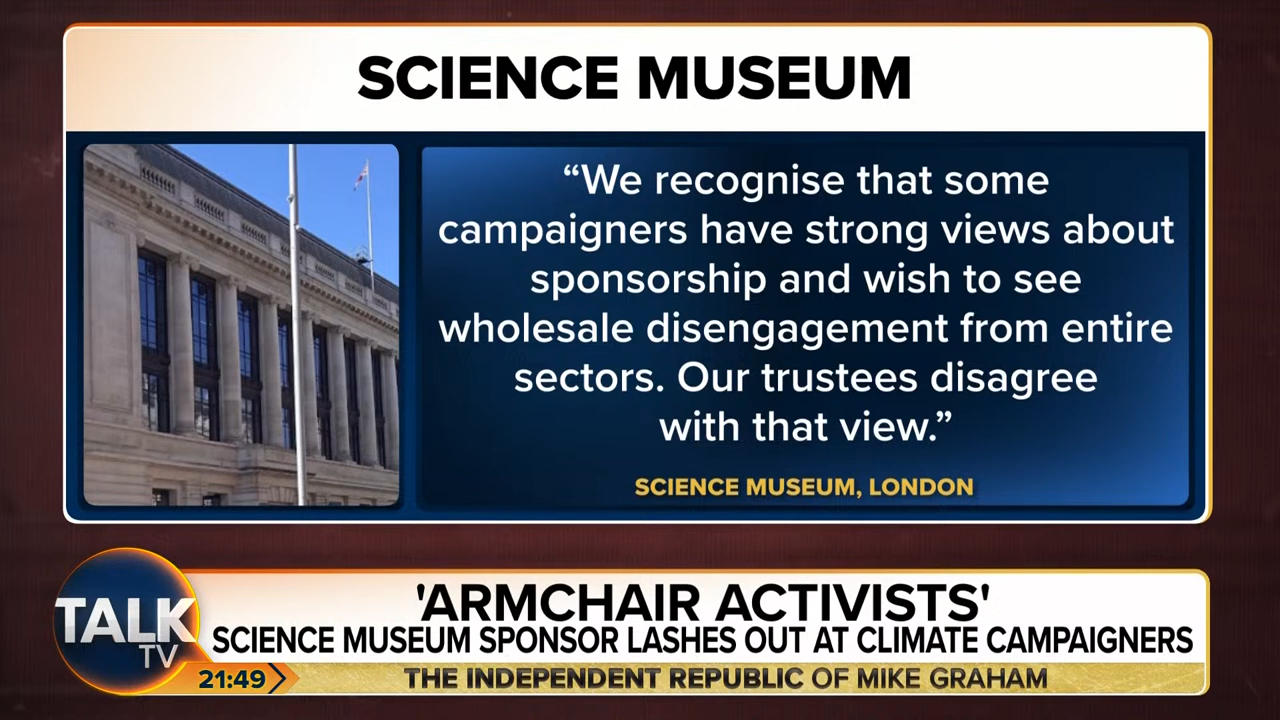 SCIENCE MUSEUM
“We recognise that some
campaigners have strong views about
sponsorship and wish to see
wholesale disengagement from entire
sectors. Our trustees disagree
with that view.”
SCIENCE MUSEUM, LONDON
'ARMCHAIR ACTIVISTS'
SCIENCE MUSEUM SPONSOR LASHES OUT AT CLIMATE CAMPAIGNERS
TALK
TV
21:49
THE INDEPENDENT REPUBLIC OF MIKE GRAHAM